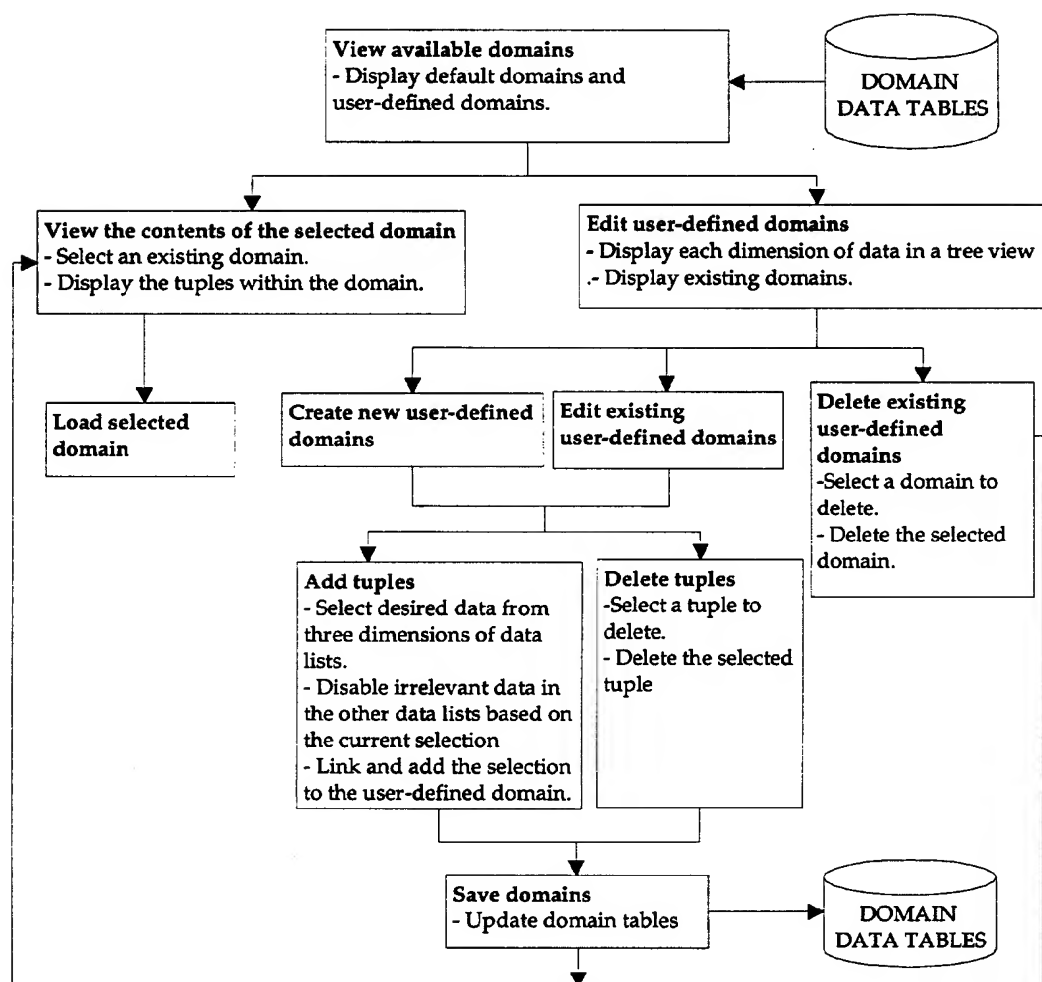 View available domains
- Display default domains and
user-defined domains.
DOMAIN
DATA TABLES
View the contents of the selected domain
- Select an existing domain.
- Display the tuples within the domain.
Edit user-defined domains
- Display each dimension of data in a tree view
.- Display existing domains.
Load selected
domain
Create new user-defined
domains
Edit existing
user-defined domains
Delete existing
user-defined
domains
-Select a domain to
delete.
- Delete the selected
domain.
Add tuples
- Select desired data from
three dimensions of data
lists.
- Disable irrelevant data in
the other data lists based on
the current selection
- Link and add the selection
to the user-defined domain.
Delete tuples
-Select a tuple to
delete.
- Delete the selected
tuple
Save domains
- Update domain tables
DOMAIN
DATA TABLES